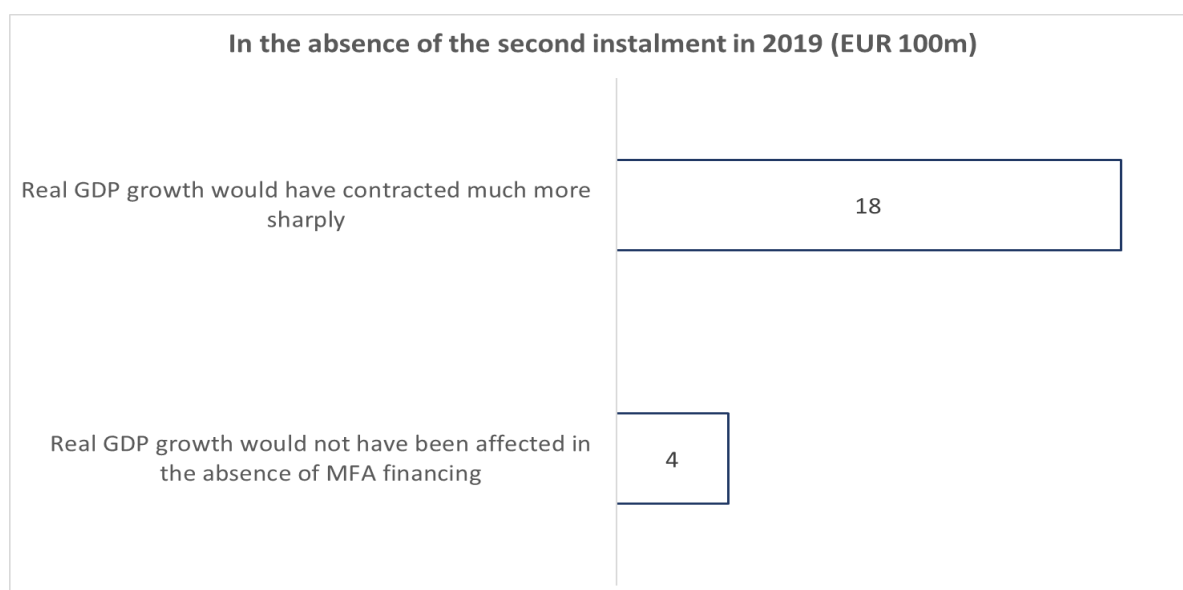 In the absence of the second instalment in 2019 (EUR 100m)
Real GDP growth would have contracted much more
sharply
18
Real GDP growth would not have been affected in
the absence of MFA financing
4